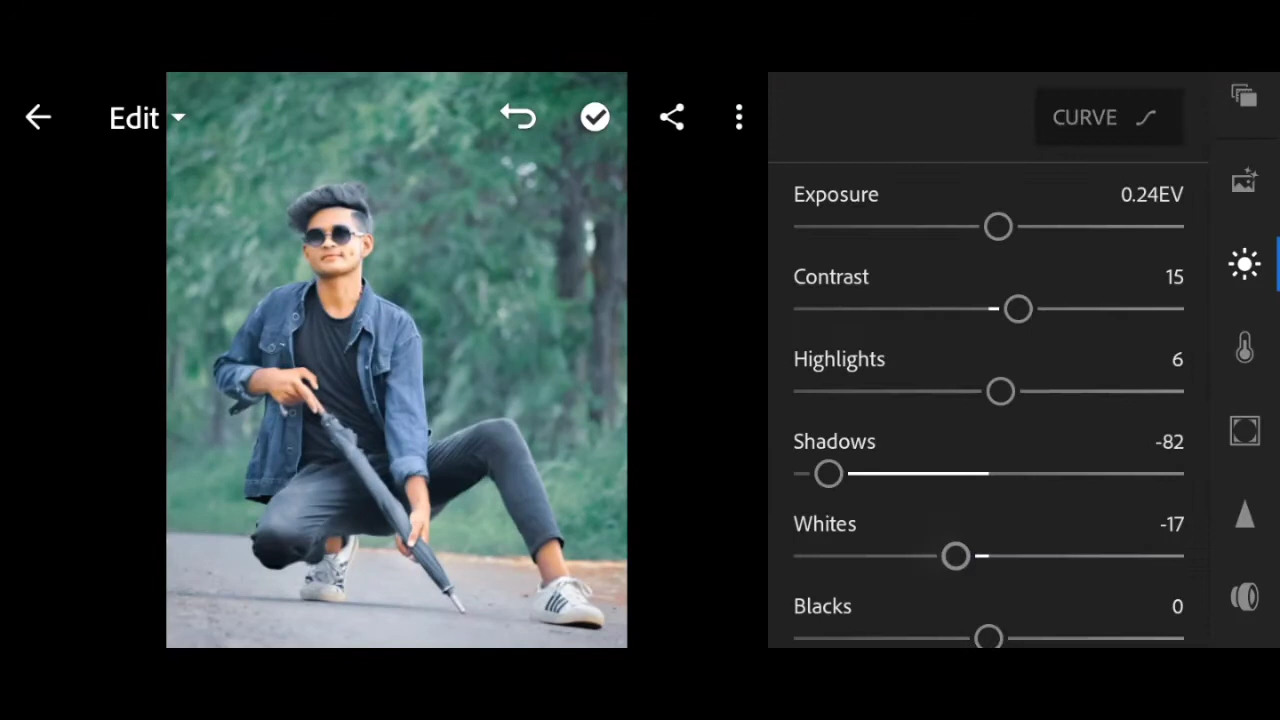 Edit
CURVE
Exposure 0.24EV
Contrast 15
Highlights 6
Shadows -82
Whites -17
Blacks 0